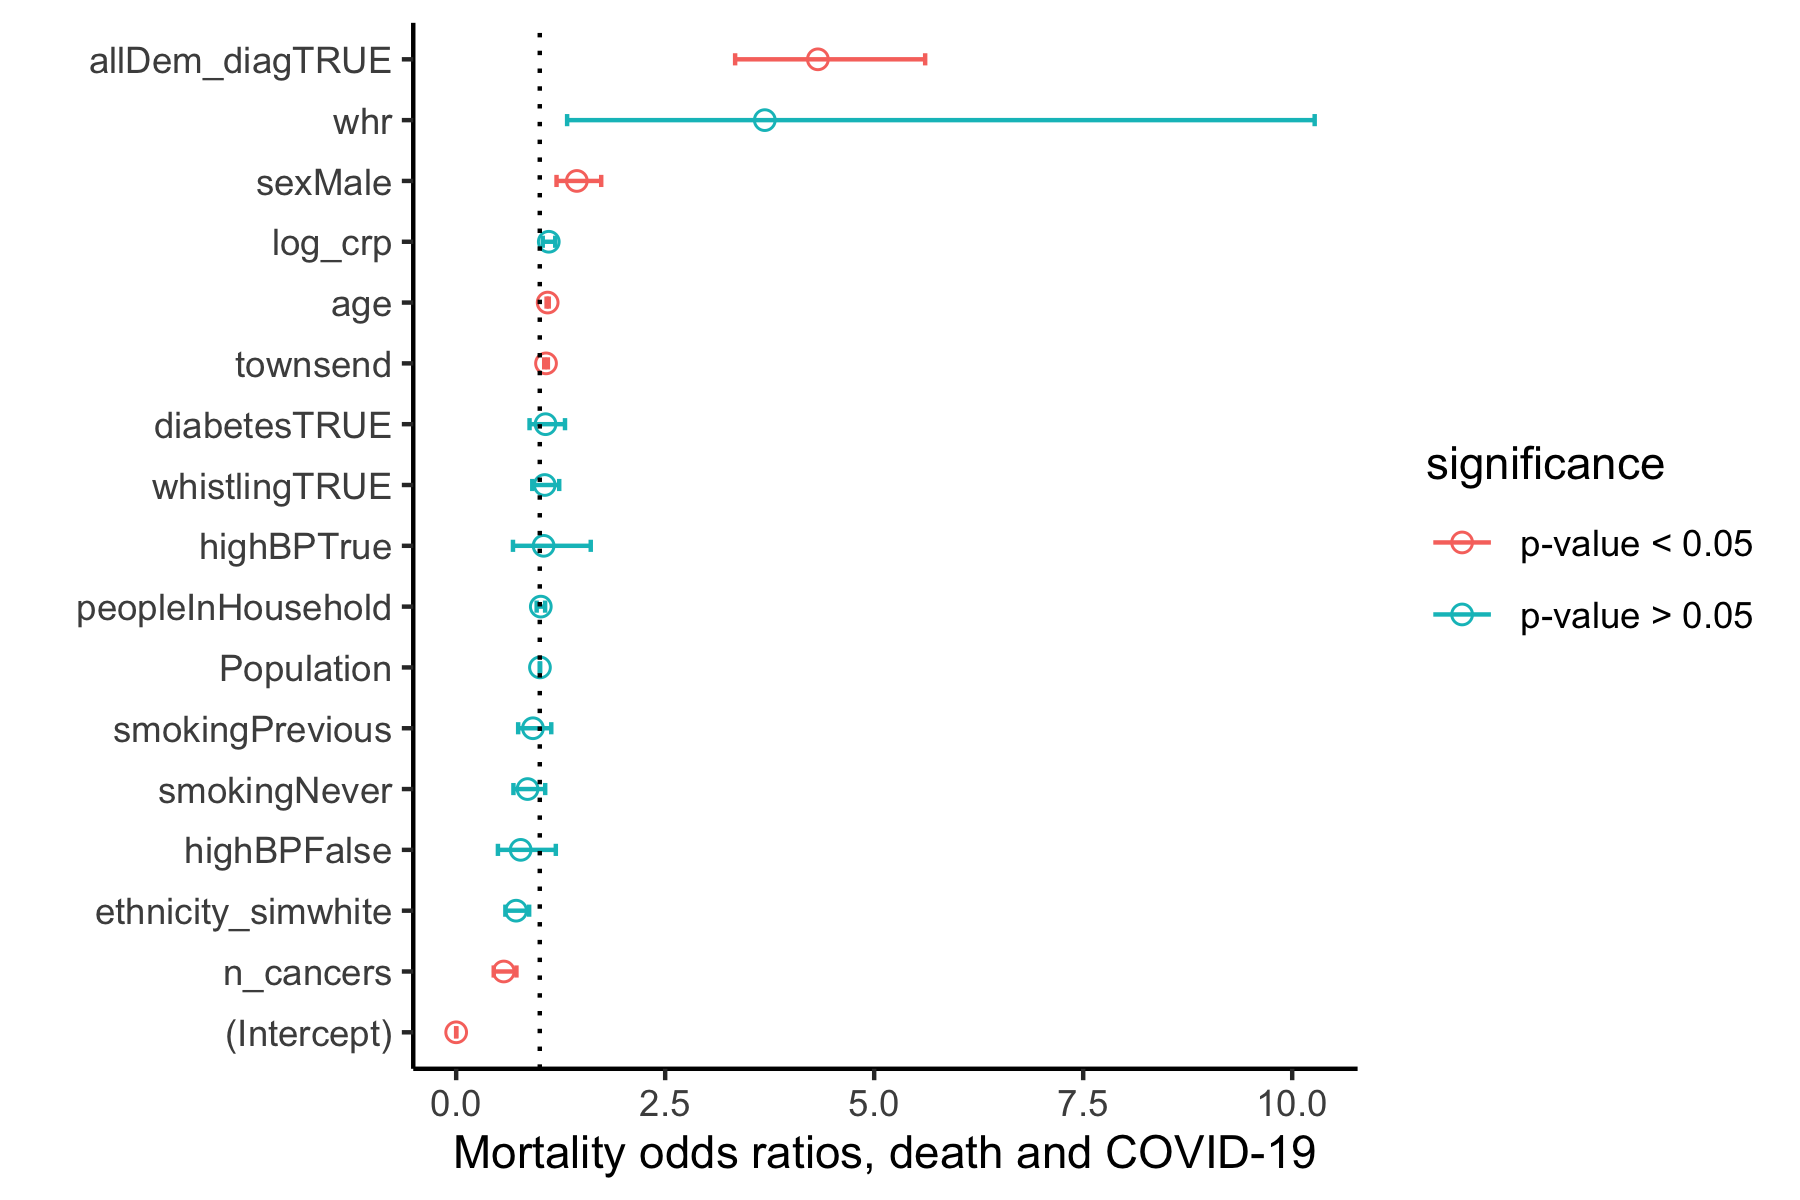 allDem_diagTRUE
whr
sexMale
log_crp
age
townsend
diabetesTRUE
whistlingTRUE
highBPTrue
peopleInHousehold
Population
smokingPrevious
smokingNever
highBPFalse
ethnicity_simwhite
n_cancers
(Intercept)
0.0 2.5 5.0 7.5 10.0
Mortality odds ratios, death and COVID-19
significance
p-value < 0.05
p-value > 0.05